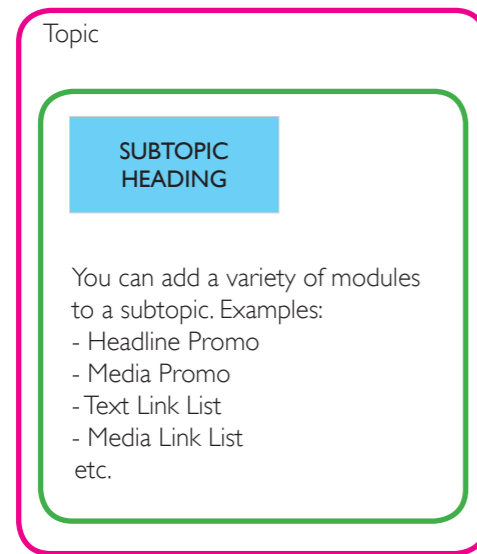 Topic
SUBTOPIC
HEADING
You can add a variety of modules
to a subtopic. Examples:
- Headline Promo
- Media Promo
- Text Link List
- Media Link List
etc.